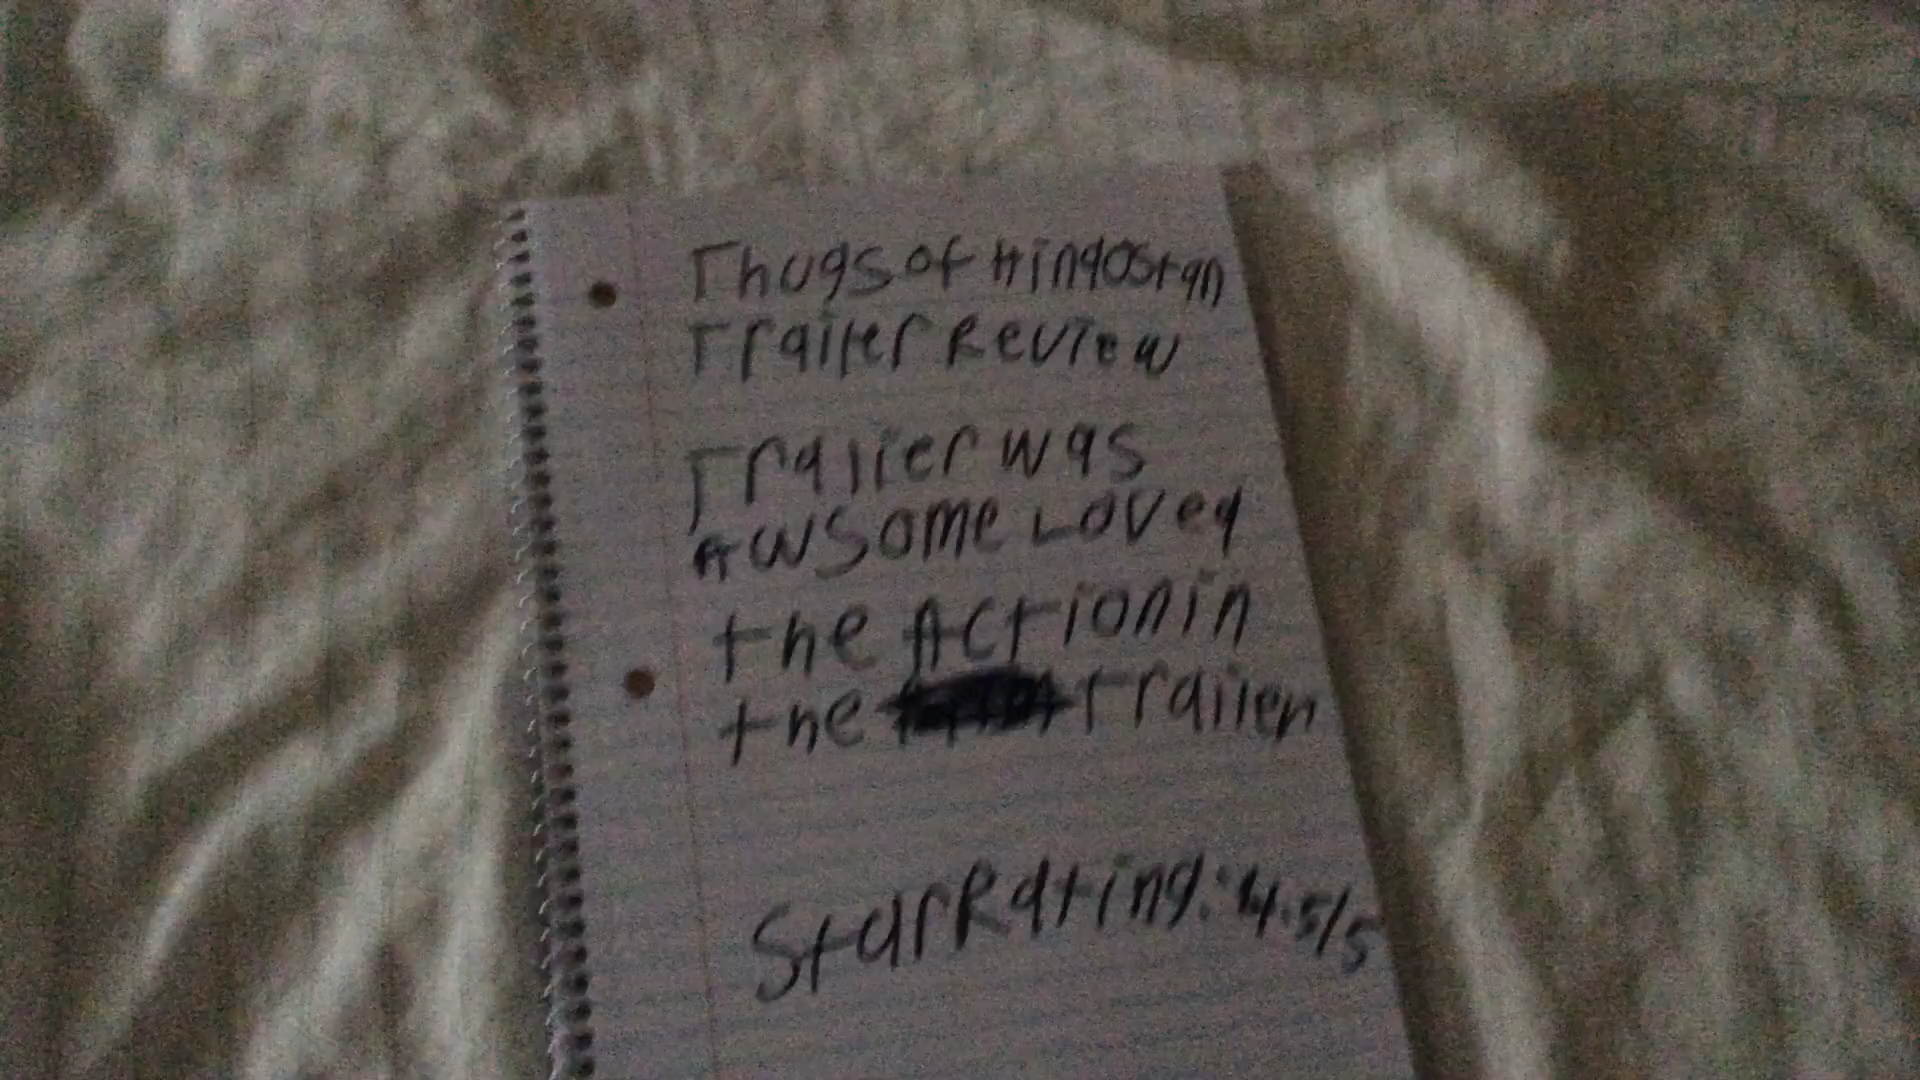 Thugs of Hindostan
Trailer Review
Trailer was
Awsome Loved
the Action in
the Trailer
Star Rating: 4.5/5